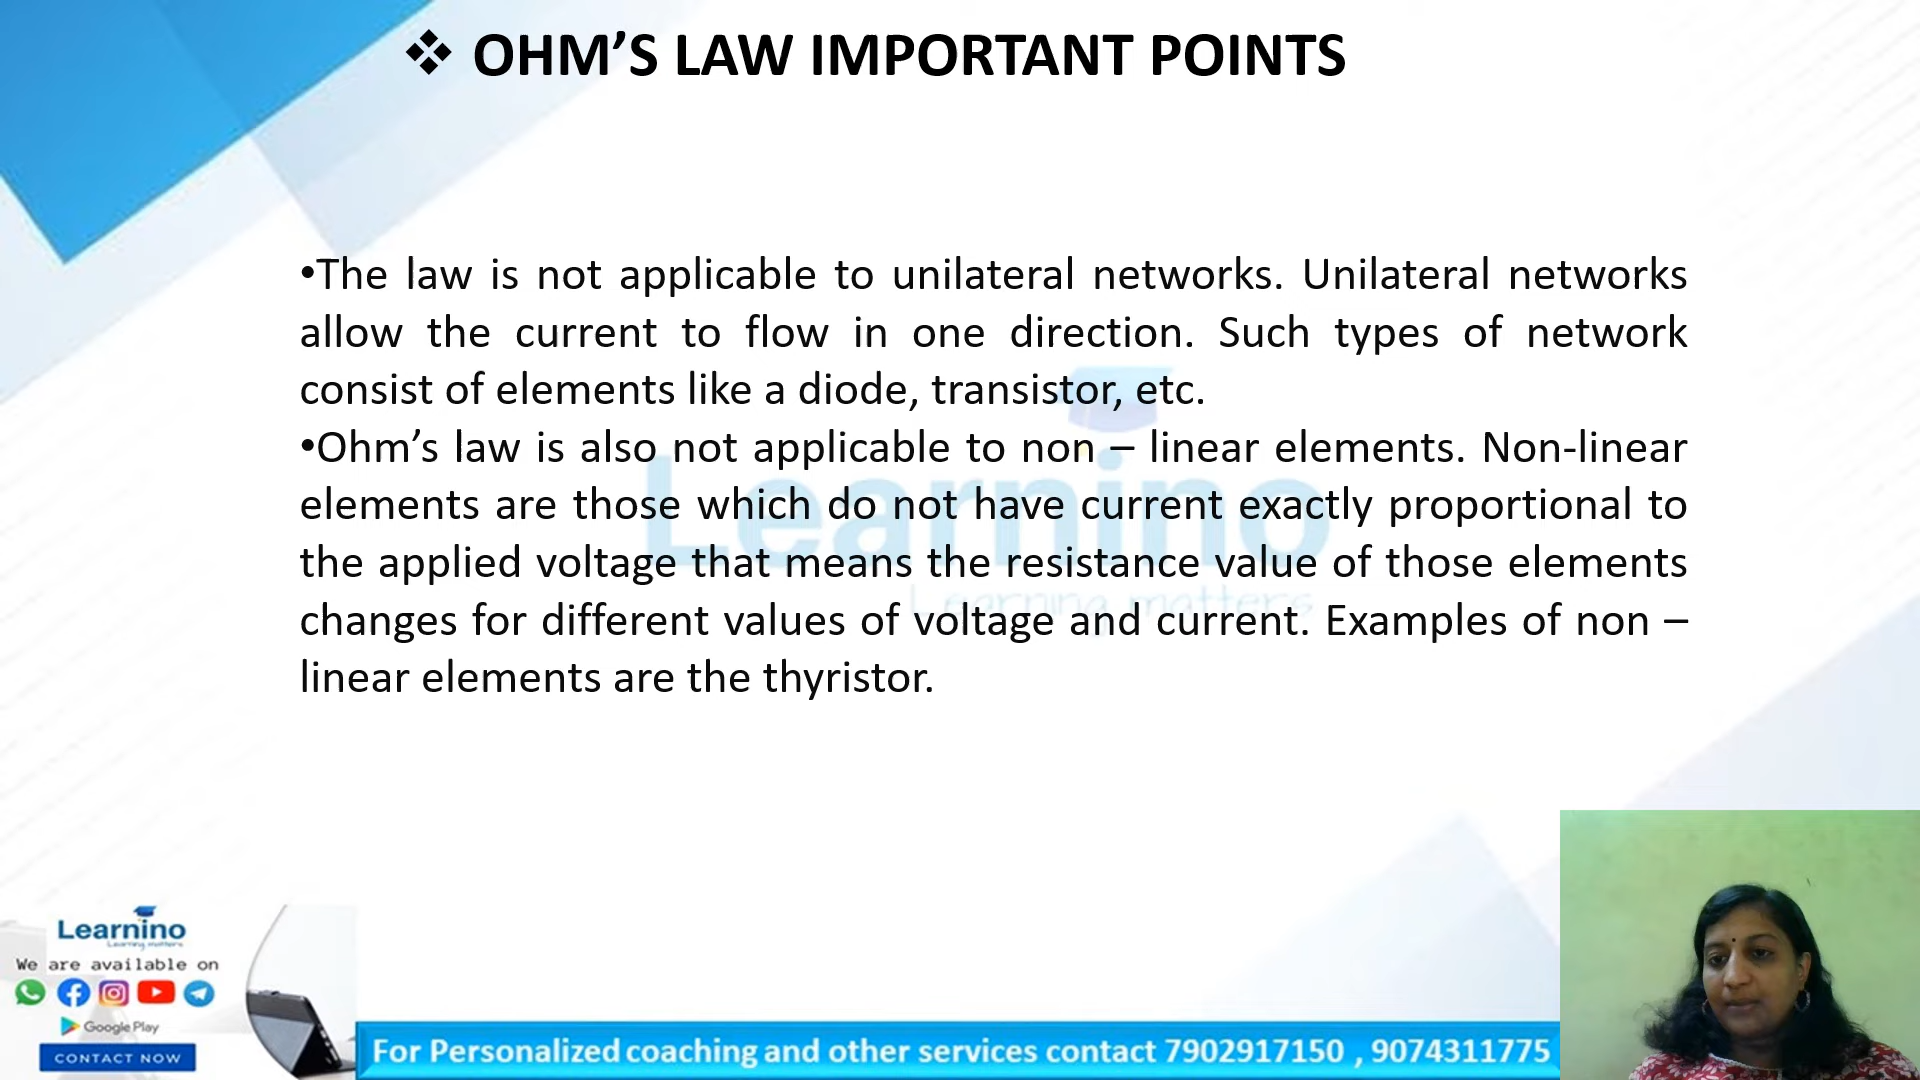 ❖ OHM’S LAW IMPORTANT POINTS
•The law is not applicable to unilateral networks. Unilateral networks
allow the current to flow in one direction. Such types of network
consist of elements like a diode, transistor, etc.
•Ohm’s law is also not applicable to non – linear elements. Non-linear
elements are those which do not have current exactly proportional to
the applied voltage that means the resistance value of those elements
changes for different values of voltage and current. Examples of non –
linear elements are the thyristor.
Learnino
Learning matters
Learnino
Learning matters
We are available on
Google Play
CONTACT NOW
For Personalized coaching and other services contact 7902917150 , 9074311775